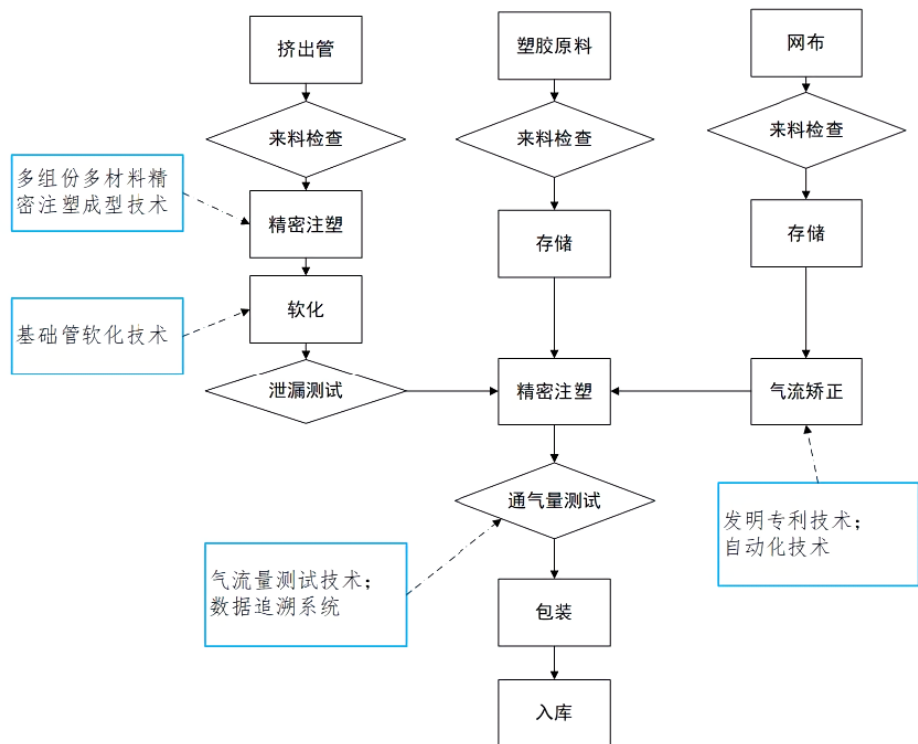 挤出管
塑胶原料
网布
来料检查
来料检查
来料检查
多组份多材料精
密注塑成型技术
精密注塑
存储
存储
基础管软化技术
软化
泄漏测试
精密注塑
气流矫正
通气量测试
发明专利技术；
自动化技术
气流量测试技术；
数据追溯系统
包装
入库